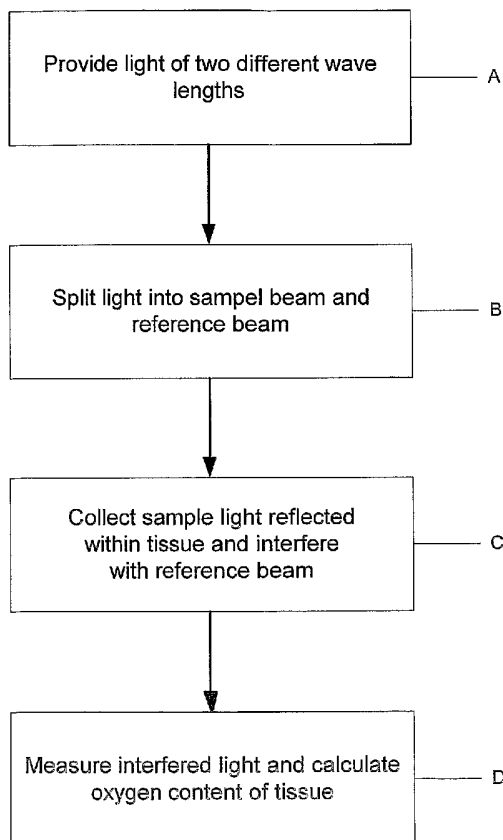 Provide light of two different wave
lengths
A
Split light into sampel beam and
reference beam
B
Collect sample light reflected
within tissue and interfere
with reference beam
C
Measure interfered light and calculate
oxygen content of tissue
D